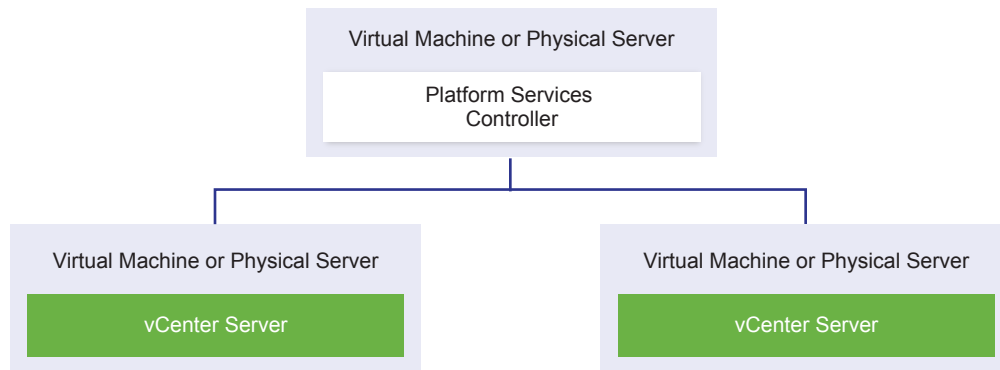 Virtual Machine or Physical Server
Platform Services
Controller
Virtual Machine or Physical Server
vCenter Server
Virtual Machine or Physical Server
vCenter Server